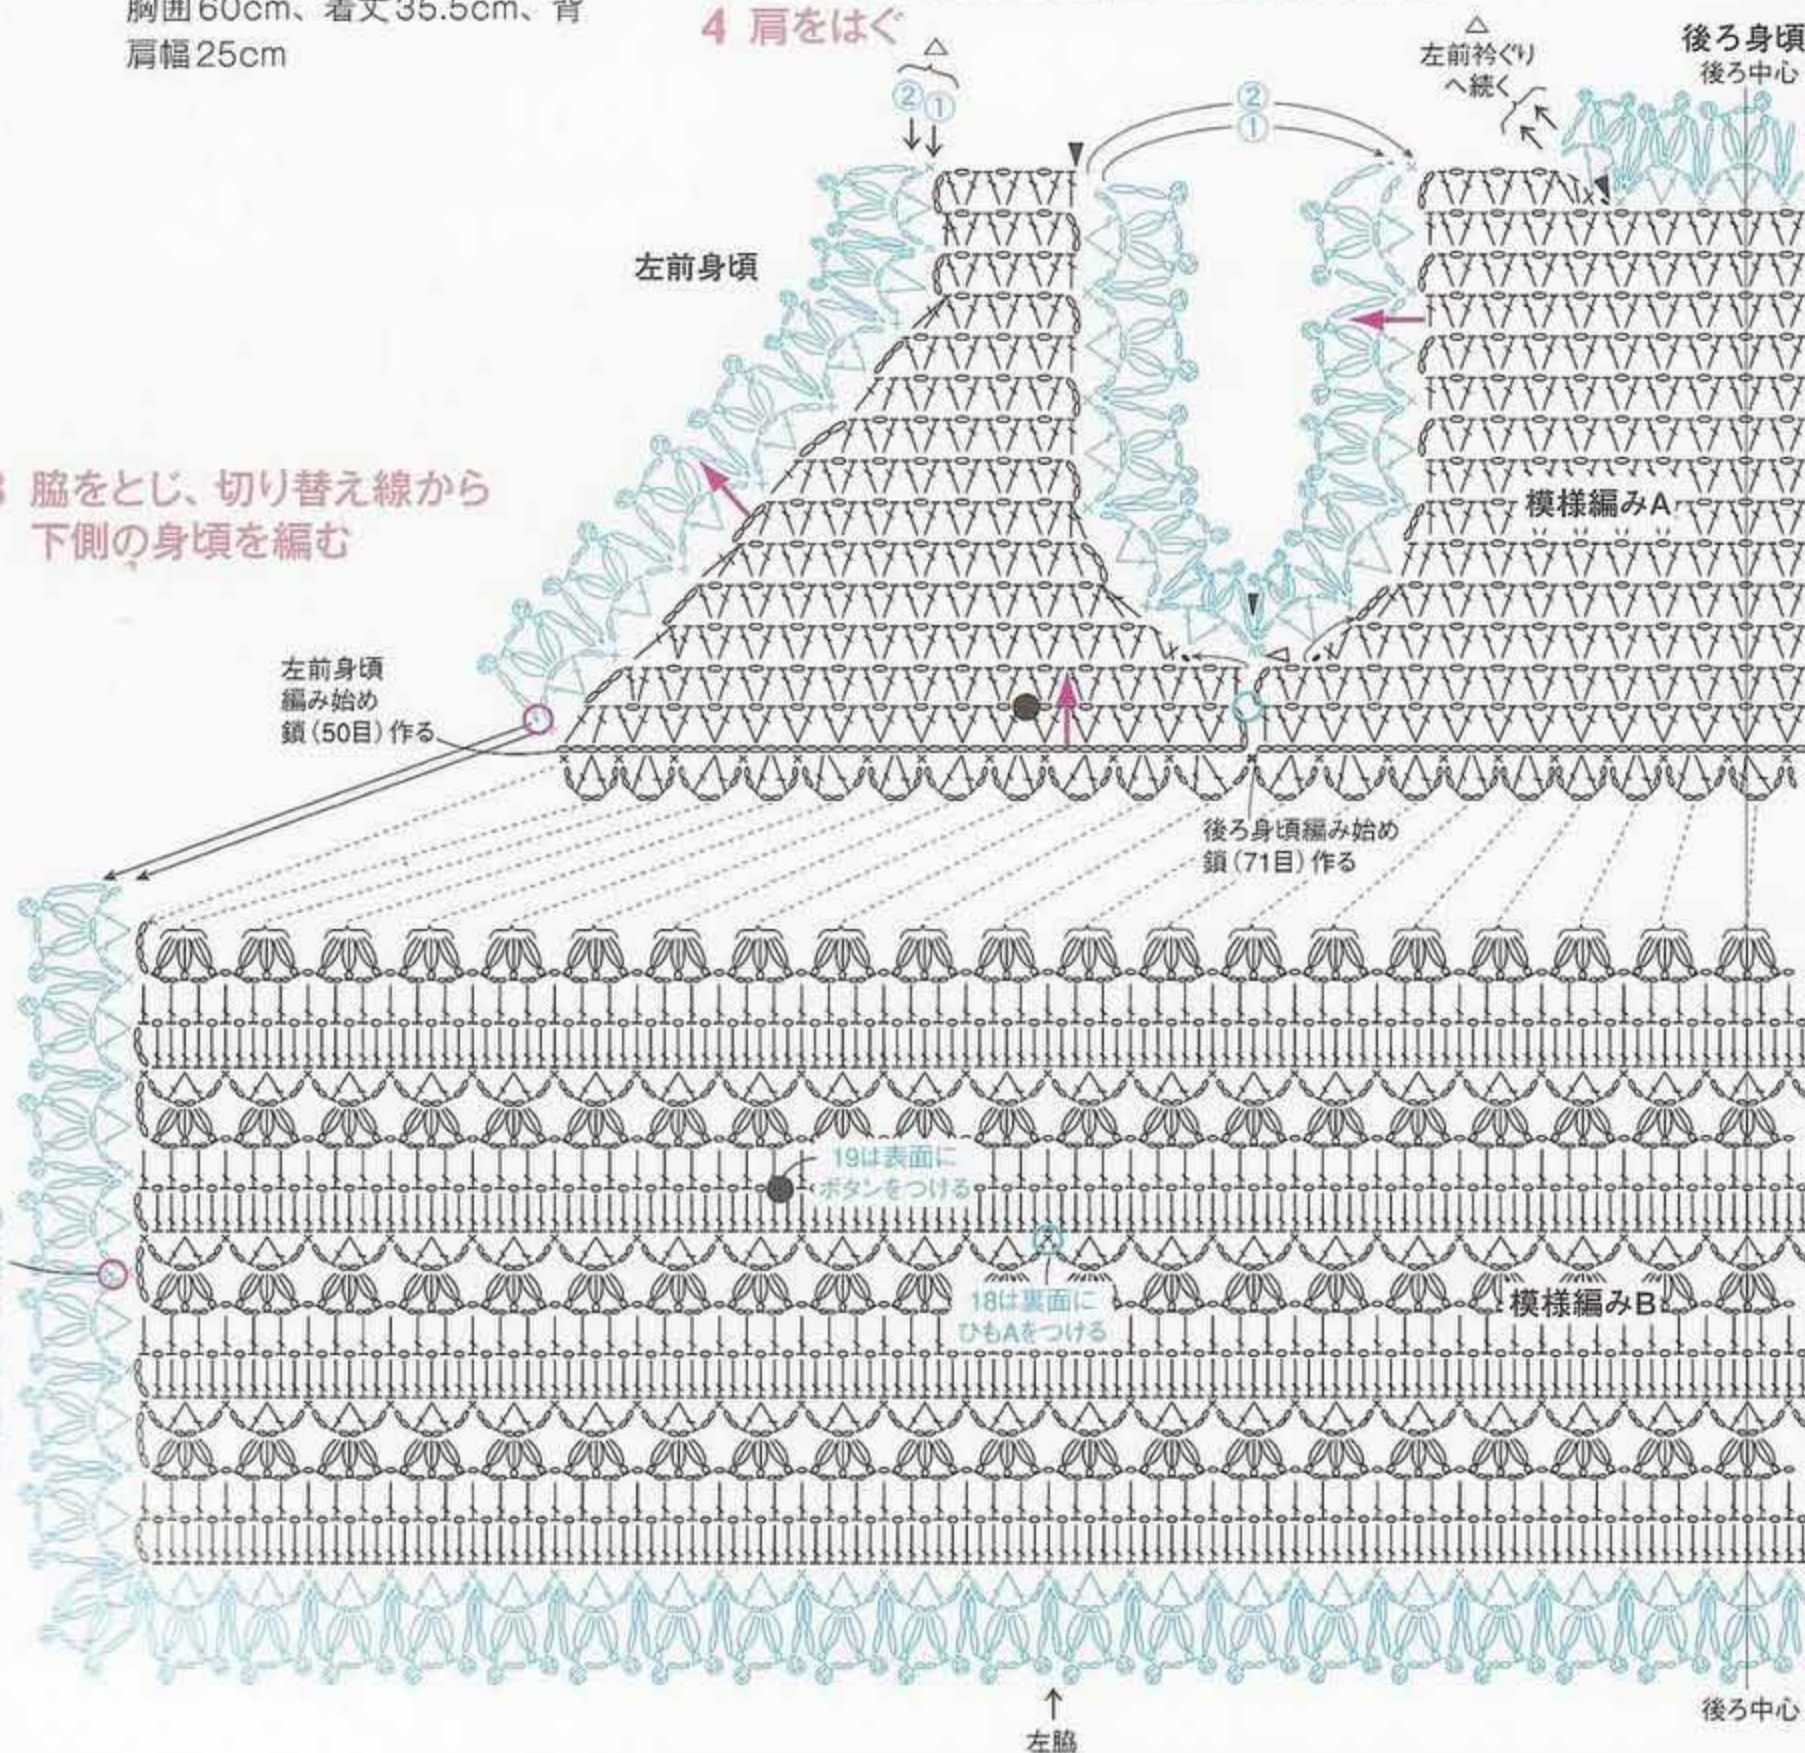 胸囲60cm、着丈35.5cm、背
肩幅25cm
4 肩をはぐ
△
②①
②
①
△
左前衿ぐり
へ続く
後ろ身頃
後ろ中心
左前身頃
脇をとじ、切り替え線から
下側の身頃を編む
模様編みA
左前身頃
編み始め
鎖(50目)作る
後ろ身頃編み始め
鎖(71目)作る
19は表面に
ボタンをつける
18は裏面に
ひもAをつける
模様編みB
後ろ中心
左脇